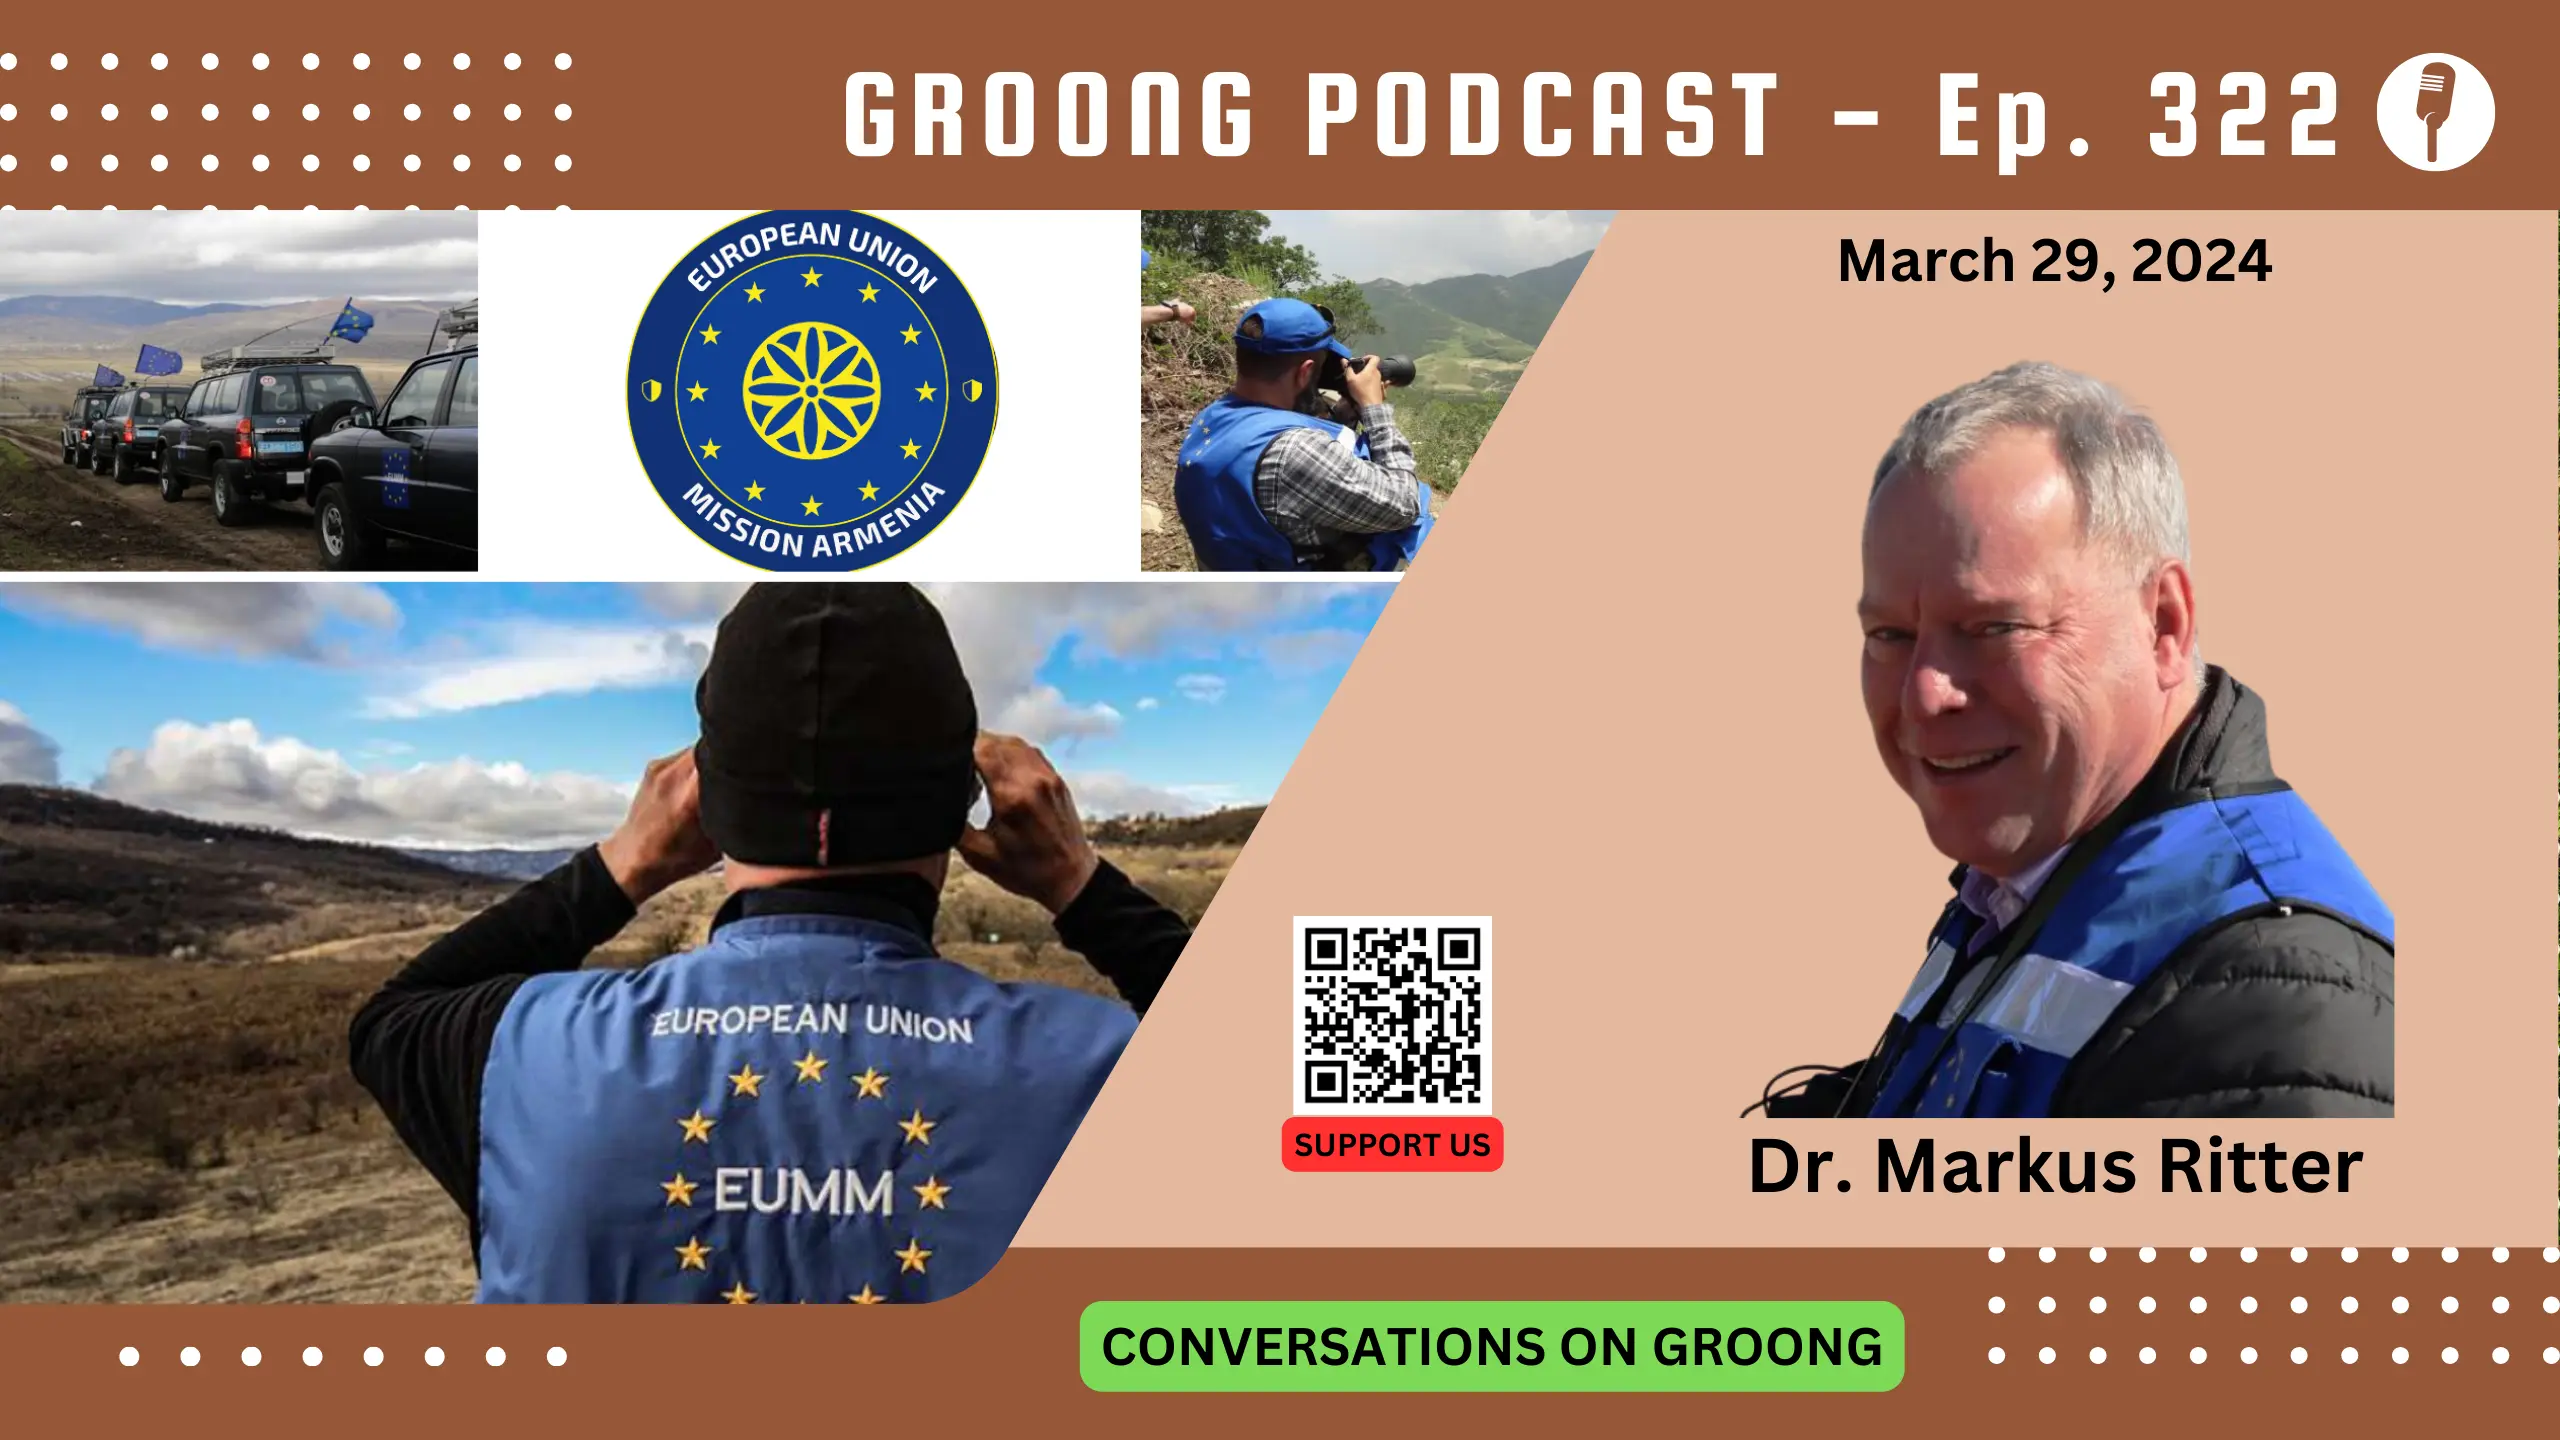 GROONG PODCAST - Ep. 322
March 29, 2024
EUROPEAN UNION
MISSION ARMENIA
EUMM
EUROPEAN UNION
EUMM
SUPPORT US
Dr. Markus Ritter
CONVERSATIONS ON GROONG